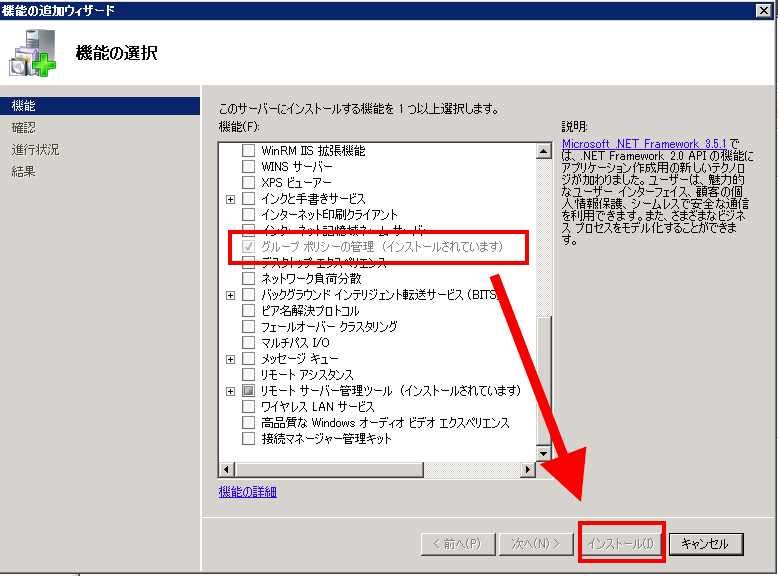 機能の追加ウィザード
機能の選択
機能
確認
進行状況
結果
このサーバーにインストールする機能を 1 つ以上選択します。
機能(F):
WinRM IIS 拡張機能
WINS サーバー
XPS ビューアー
インクと手書きサービス
インターネット印刷クライアント
インターネット記憶域ネーム サーバー
グループ ポリシーの管理 (インストールされています)
デスクトップ エクスペリエンス
ネットワーク負荷分散
バックグラウンド インテリジェント転送サービス (BITS)
ピア名解決プロトコル
フェールオーバー クラスタリング
マルチパス I/O
メッセージ キュー
リモート アシスタンス
リモート サーバー管理ツール (インストールされています)
ワイヤレス LAN サービス
高品質な Windows オーディオ ビデオ エクスペリエンス
接続マネージャー管理キット
機能の詳細
説明:
Microsoft .NET Framework 3.5.1 で
は、.NET Framework 2.0 API の機能に
アプリケーション作成用の新しいテクノロ
ジが加わりました。ユーザーは、魅力的
なユーザー インターフェイス、顧客の個
人情報保護、シームレスで安全な通信
を利用できます。また、さまざまなビジネ
ス プロセスをモデル化することができま
す。
< 前へ(P)
次へ(N) >
インストール(I)
キャンセル